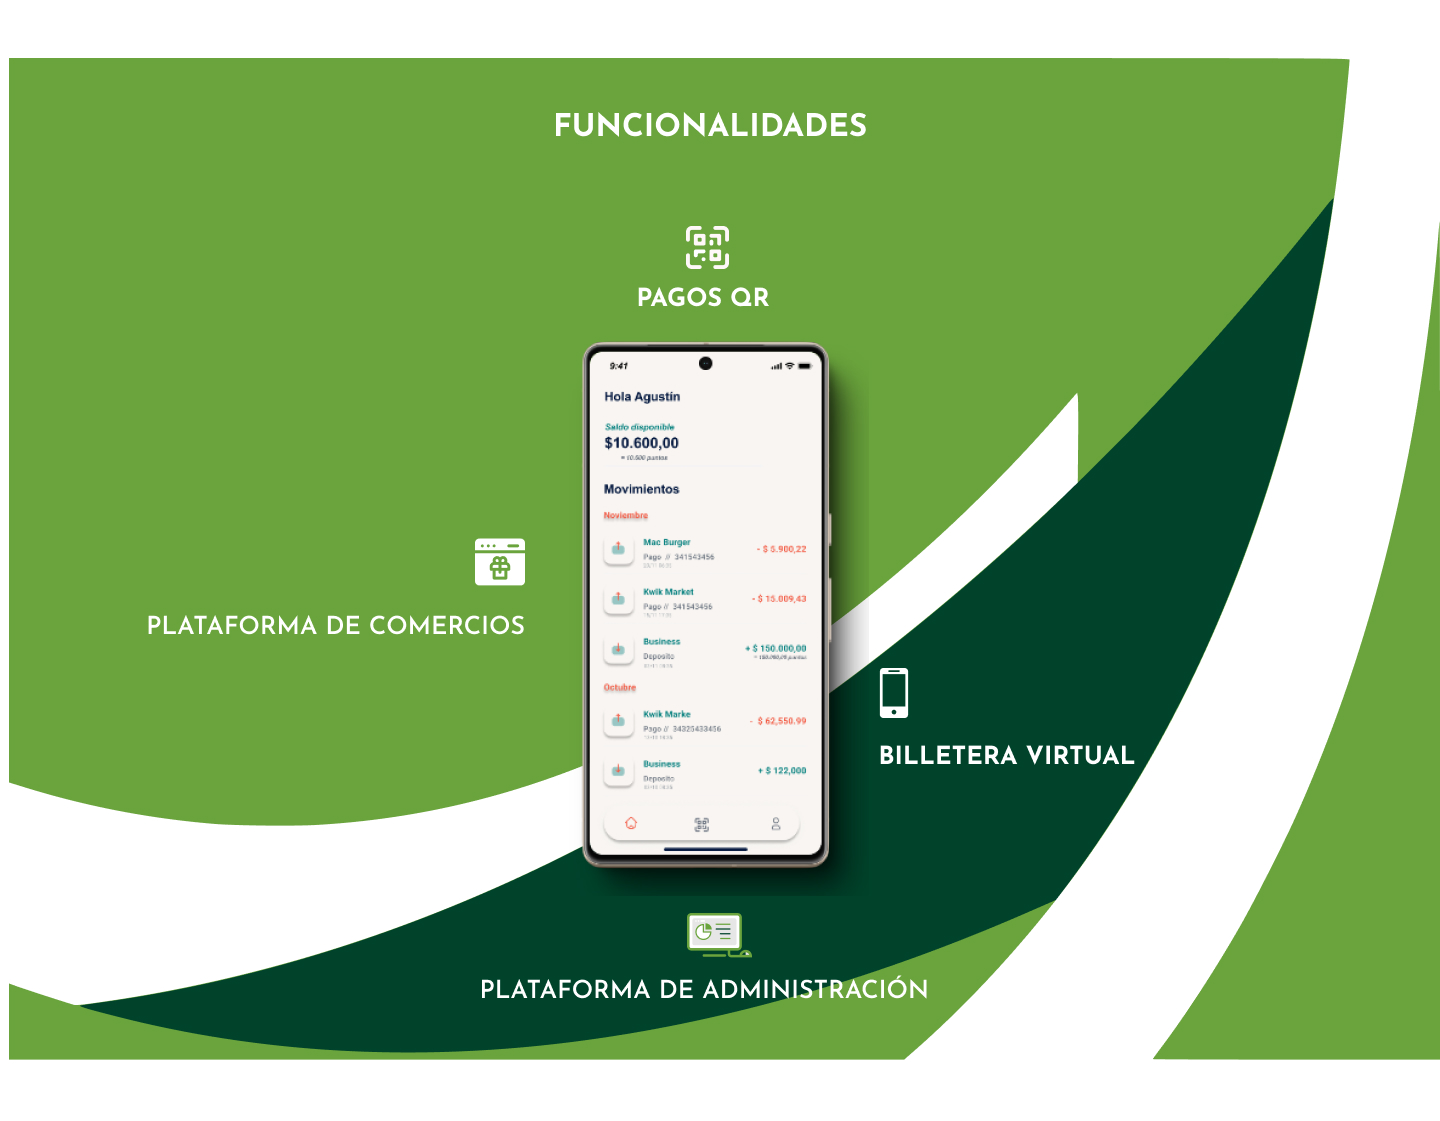 FUNCIONALIDADES
PAGOS QR
9:41
Hola Agustín
Saldo disponible
$10.600,00
= 10.600 puntos
Movimientos
Noviembre
Mac Burger
- $ 5.900,22
Pago // 341543456
Kwik Market
- $ 15.009,43
Pago // 341543456
Business
+ $ 150.000,00
Deposito
Octubre
Kwik Marke
- $ 62,550.99
Pago // 34325433456
Business
+ $ 122,000
Deposito
PLATAFORMA DE COMERCIOS
BILLETERA VIRTUAL
PLATAFORMA DE ADMINISTRACIÓN